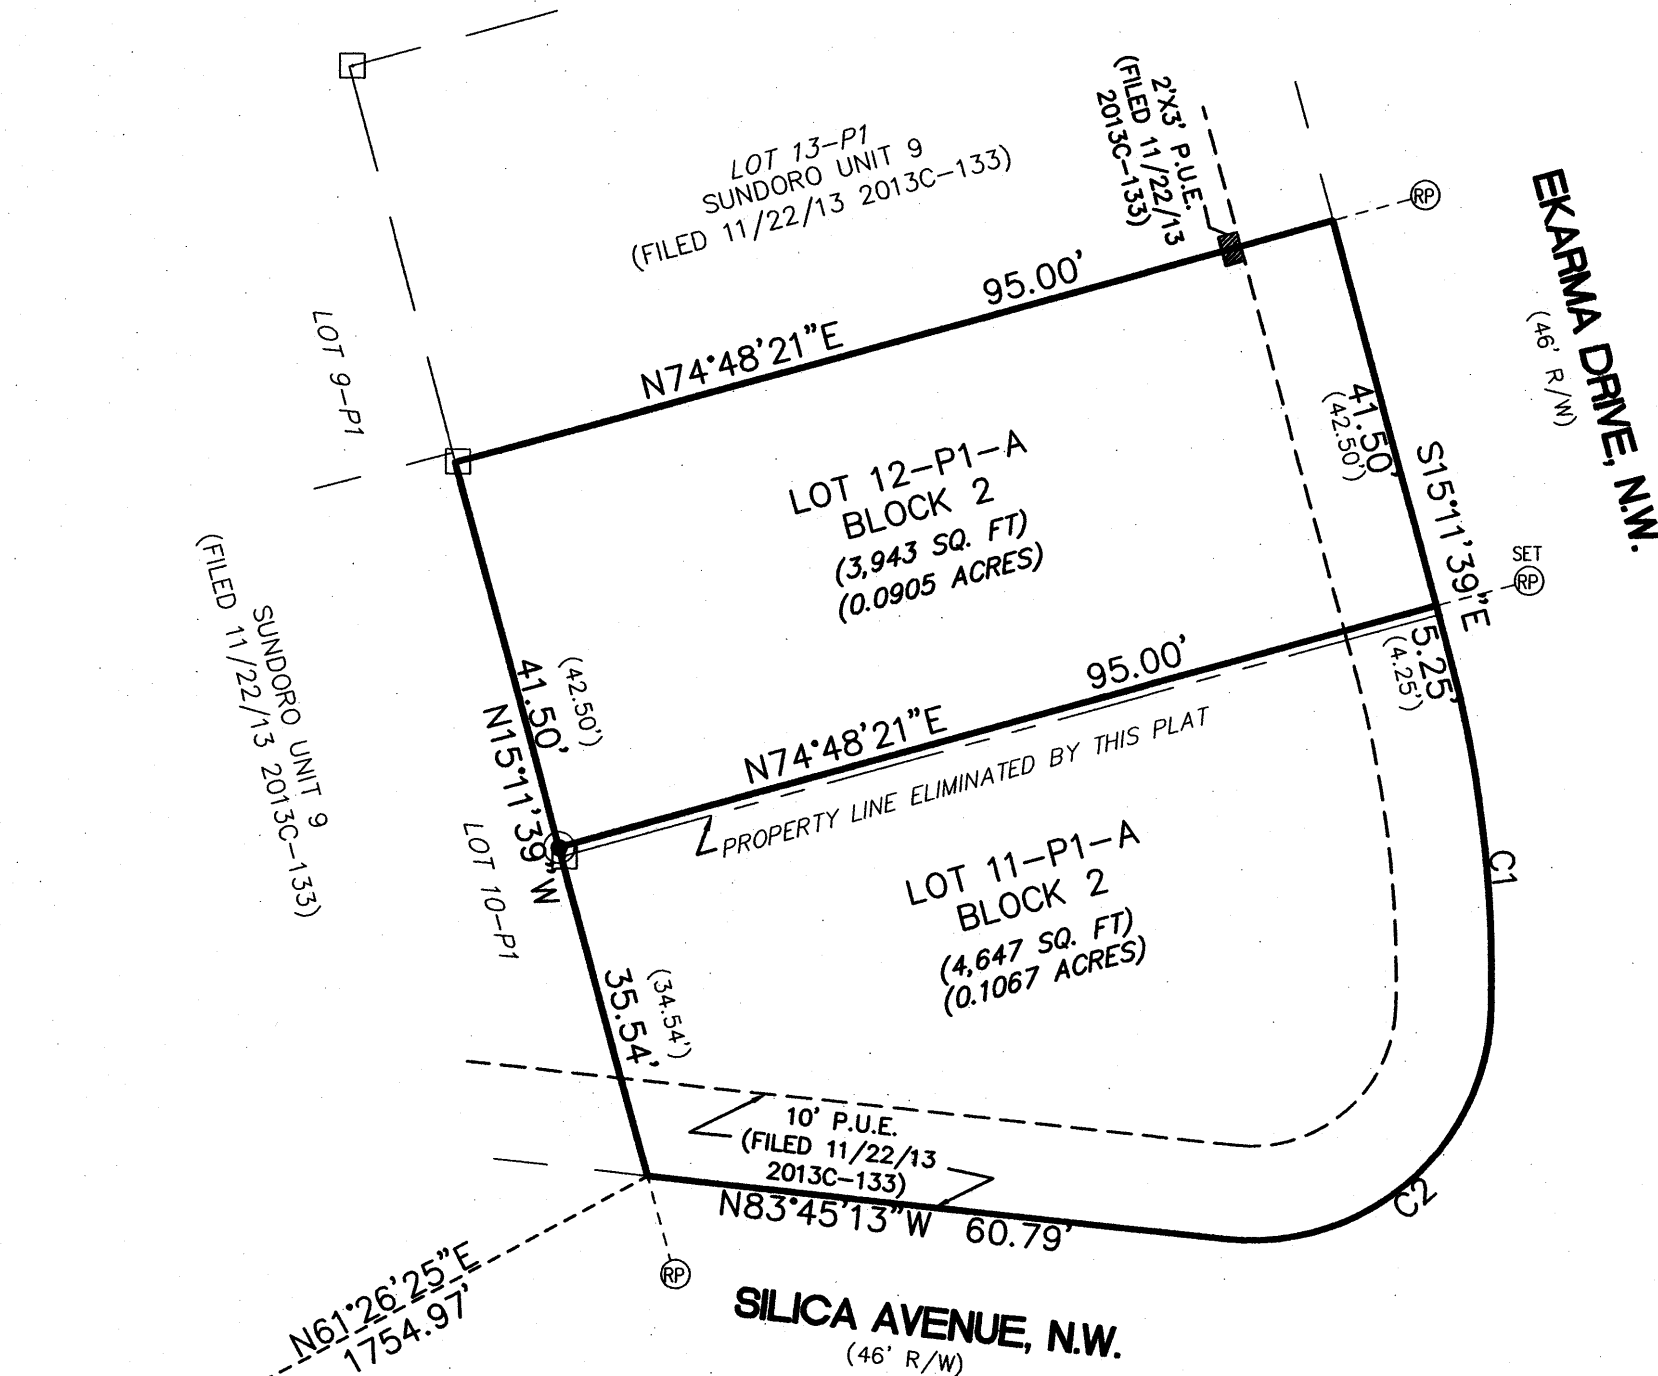 LOT 13-P1
SUNDORO UNIT 9
(FILED 11/22/13 2013C-133)
2'X3' P.U.E.
(FILED 11/22/13
2013C-133)
RP
EKARMA DRIVE, N.W.
(46' R/W)
LOT 9-P1
N74°48'21"E
95.00'
41.50'
(42.50')
S15°11'39"E
LOT 12-P1-A
BLOCK 2
(3,943 SQ. FT)
(0.0905 ACRES)
SET
RP
5.25'
(4.25')
SUNDORO UNIT 9
(FILED 11/22/13 2013C-133)
41.50'
(42.50')
N15°11'39"W
N74°48'21"E
95.00'
PROPERTY LINE ELIMINATED BY THIS PLAT
LOT 10-P1
LOT 11-P1-A
BLOCK 2
(4,647 SQ. FT)
(0.1067 ACRES)
C1
35.54'
(34.54')
10' P.U.E.
(FILED 11/22/13
2013C-133)
N83°45'13"W 60.79'
C2
RP
N61°26'25"E
1754.97'
SILICA AVENUE, N.W.
(46' R/W)